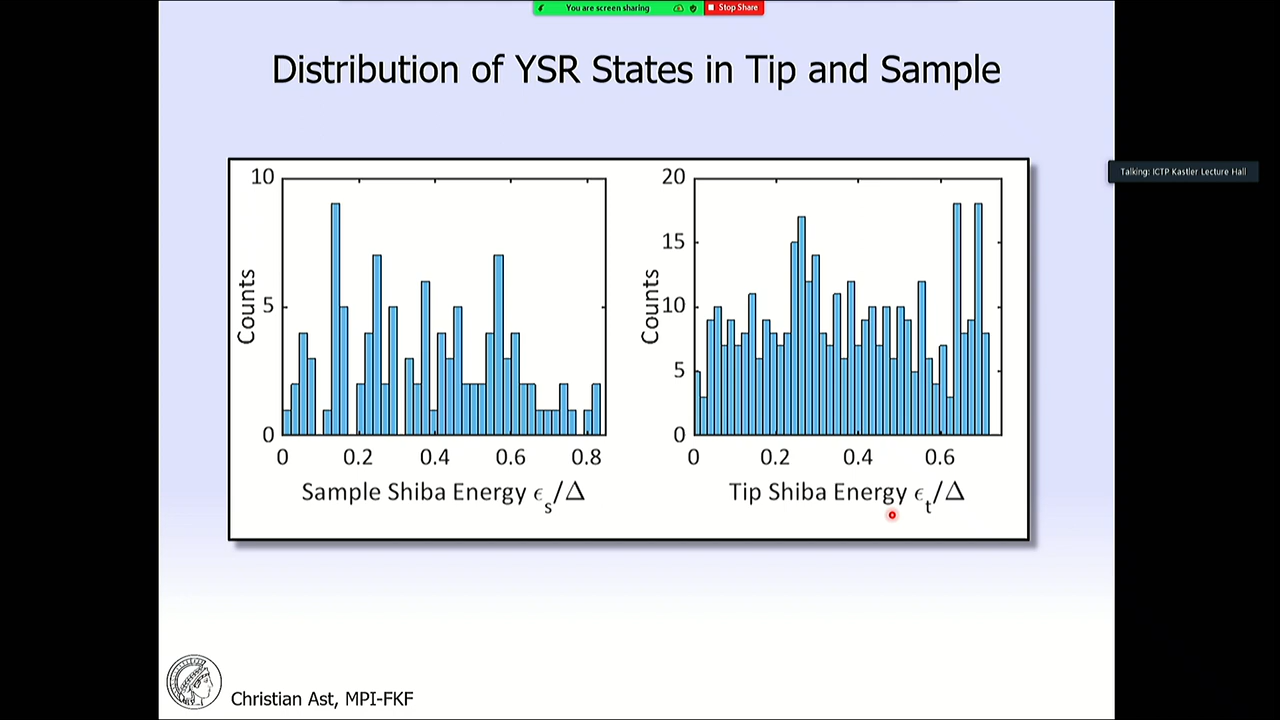 You are screen sharing
Stop Share
Distribution of YSR States in Tip and Sample
Talking: ICTP Kastler Lecture Hall
10
5
0
Counts
0 0.2 0.4 0.6 0.8
Sample Shiba Energy ϵs/Δ
20
15
10
5
0
Counts
0 0.2 0.4 0.6
Tip Shiba Energy ϵt/Δ
Christian Ast, MPI-FKF